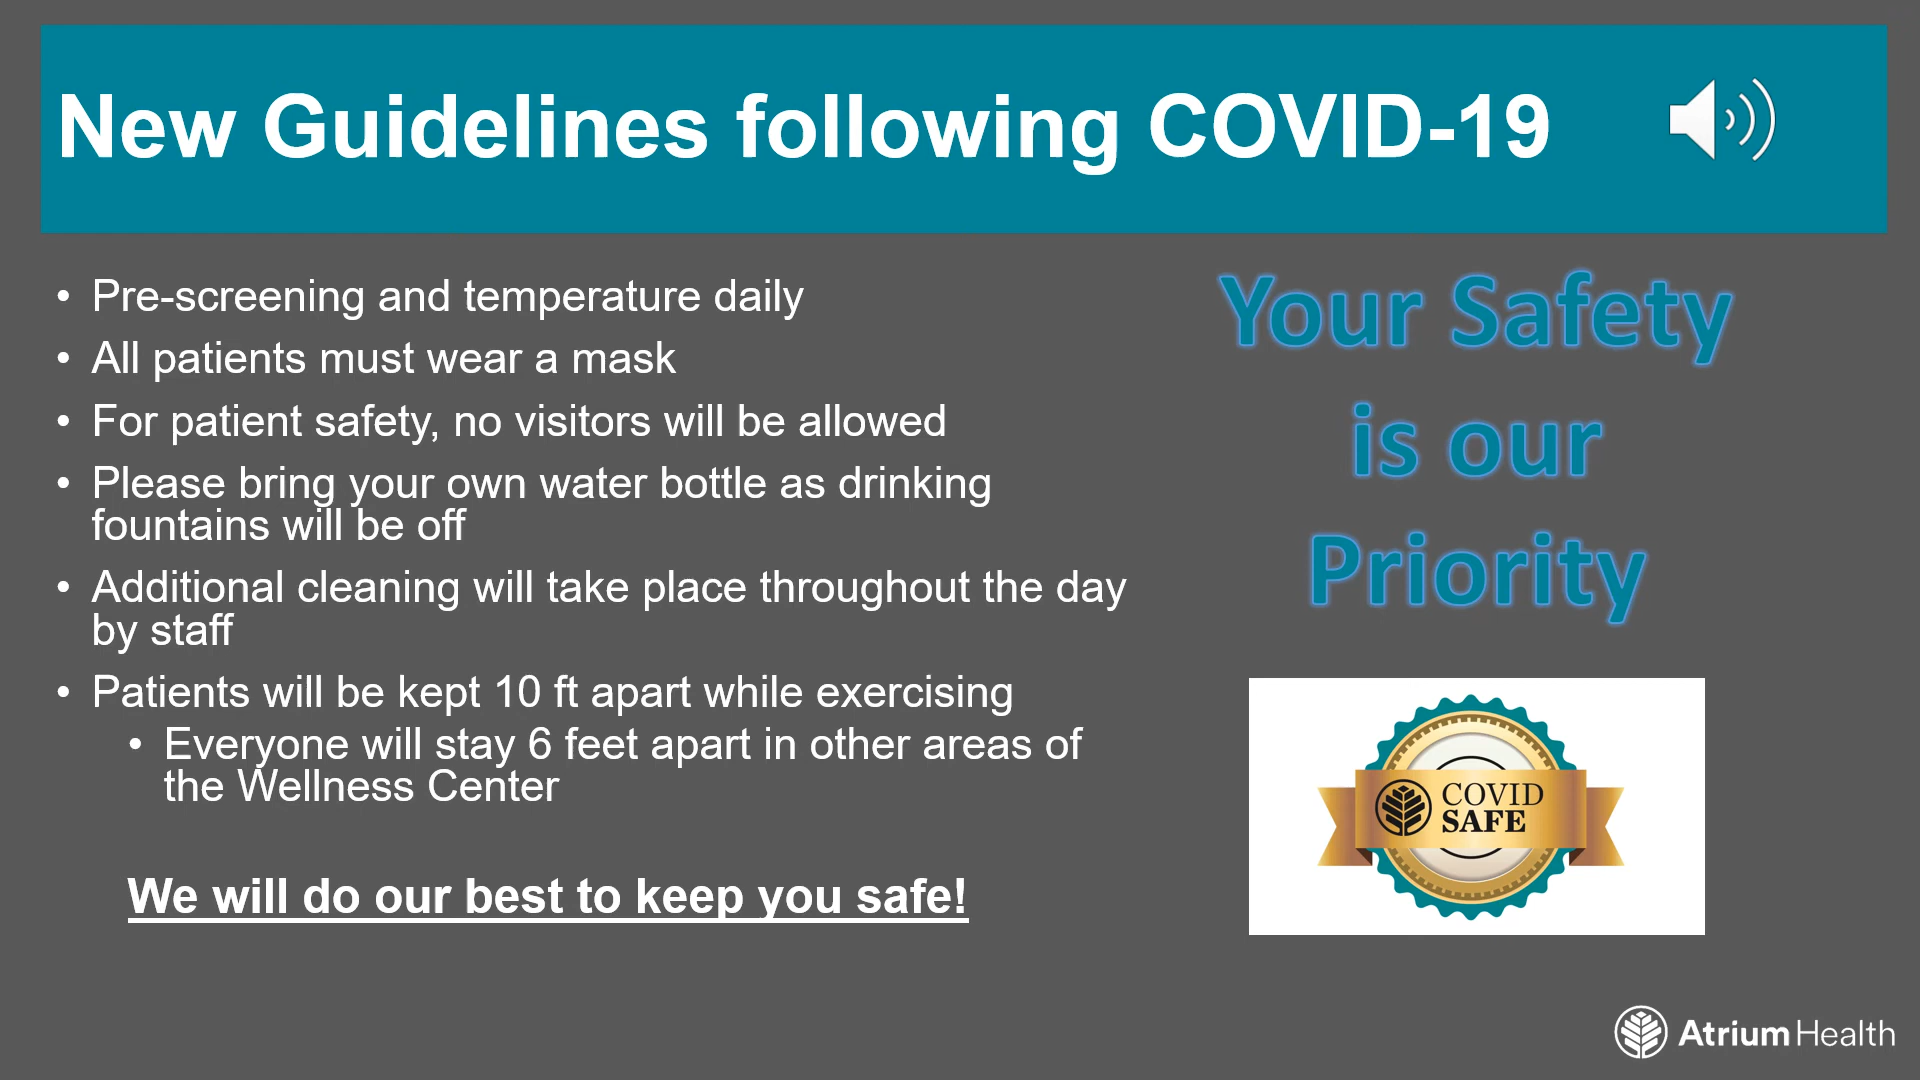 New Guidelines following COVID-19
• Pre-screening and temperature daily
• All patients must wear a mask
• For patient safety, no visitors will be allowed
• Please bring your own water bottle as drinking
fountains will be off
• Additional cleaning will take place throughout the day
by staff
• Patients will be kept 10 ft apart while exercising
• Everyone will stay 6 feet apart in other areas of
the Wellness Center
We will do our best to keep you safe!
Your Safety
is our
Priority
COVID
SAFE
Atrium Health